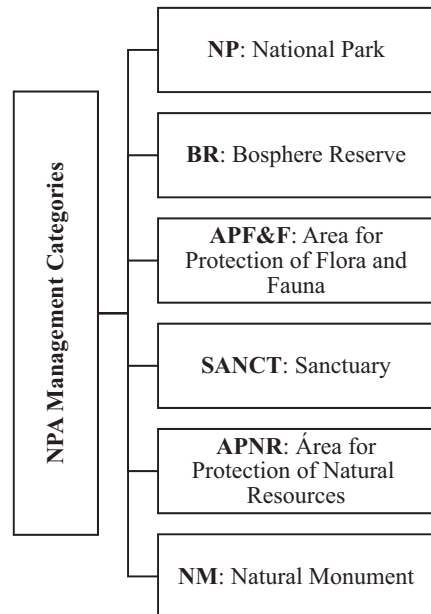 NPA Management Categories
NP: National Park
BR: Bosphere Reserve
APF&F: Area for
Protection of Flora and
Fauna
SANCT: Sanctuary
APNR: Área for
Protection of Natural
Resources
NM: Natural Monument